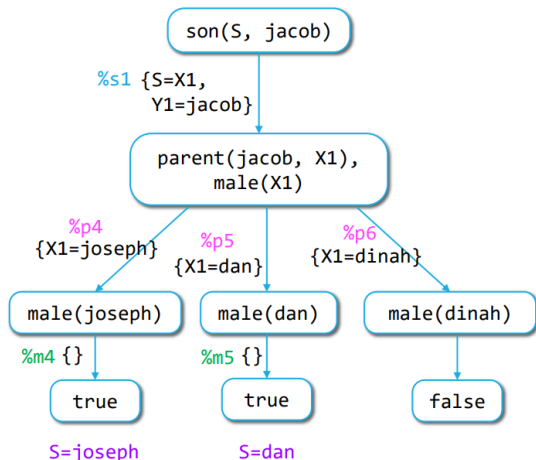 son(S, jacob)
%s1 {S=X1,
Y1=jacob}
parent(jacob, X1),
male(X1)
%p4
{X1=joseph}
%p5
{X1=dan}
%p6
{X1=dinah}
male(joseph)
male(dan)
male(dinah)
%m4 {}
%m5 {}
true
true
false
S=joseph
S=dan